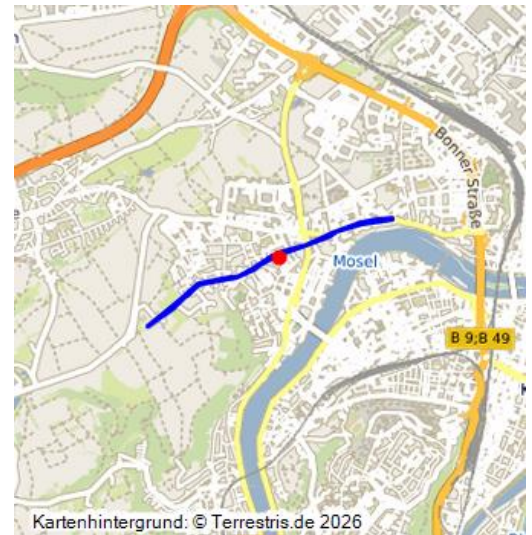 Bonner Straße
Mosel
B 9;B 49
K
Kartenhintergrund: © Terrestris.de 2026